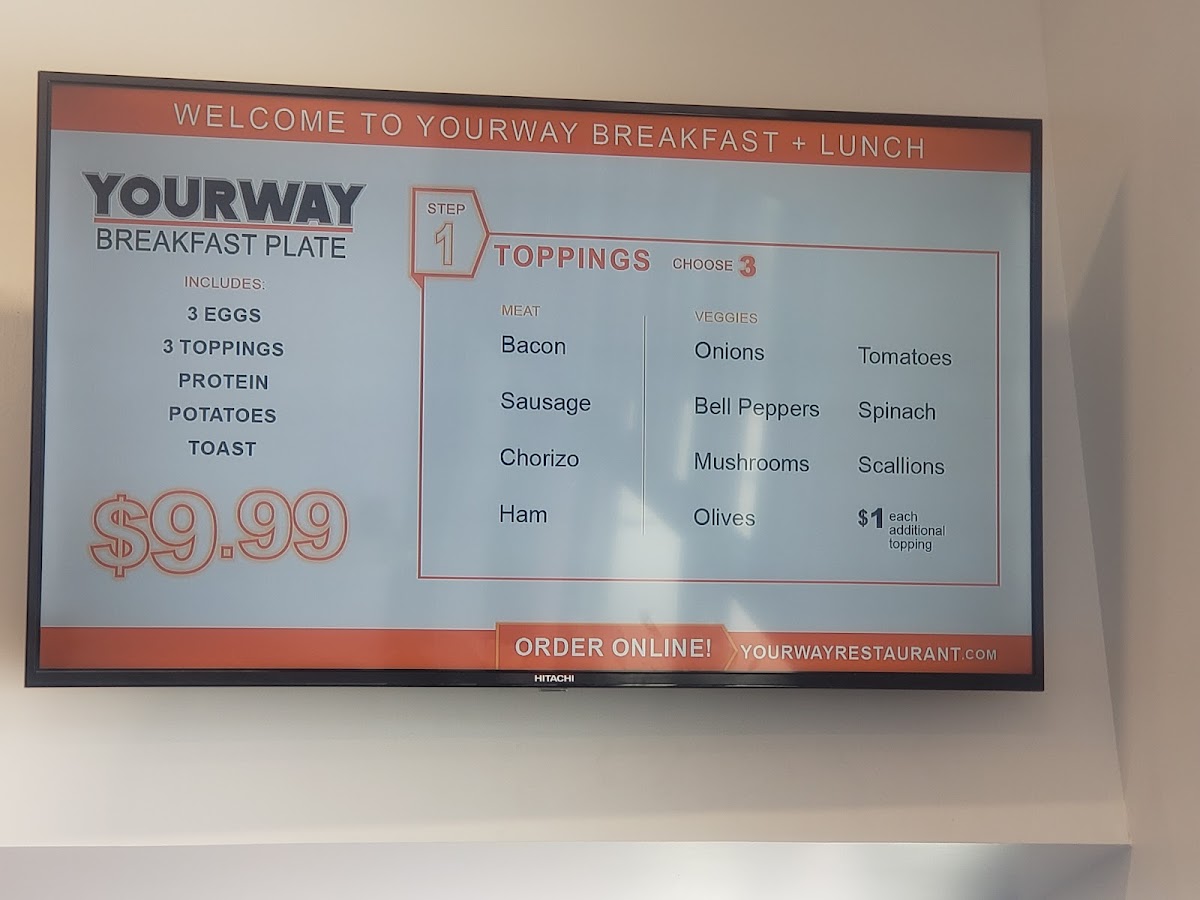 WELCOME TO YOURWAY BREAKFAST + LUNCH
YOURWAY
BREAKFAST PLATE
INCLUDES:
3 EGGS
3 TOPPINGS
PROTEIN
POTATOES
TOAST
$9.99
STEP
1
TOPPINGS CHOOSE 3
MEAT
Bacon
Sausage
Chorizo
Ham
VEGGIES
Onions
Bell Peppers
Mushrooms
Olives
Tomatoes
Spinach
Scallions
$1 each
additional
topping
ORDER ONLINE! YOURWAYRESTAURANT.COM
HITACHI